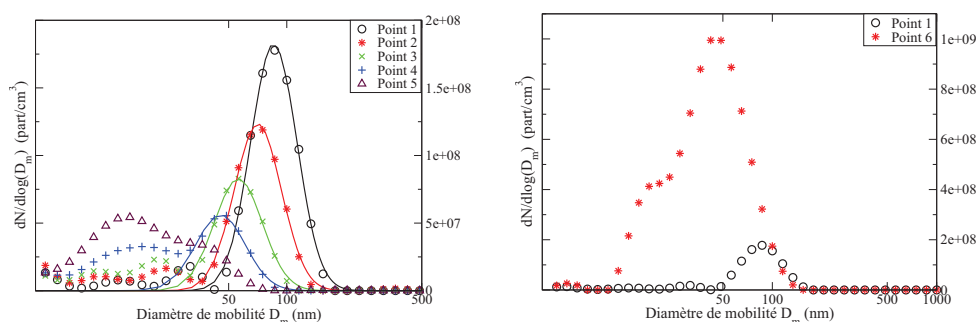 dN/dlog(Dm) (part/cm3)
Point 1
Point 2
Point 3
Point 4
Point 5
2e+08
1e+08
5e+07
0
50
100
500
Diamètre de mobilité Dm (nm)
dN/dlog(Dm) (part/cm3)
Point 1
Point 6
1e+09
8e+08
6e+08
4e+08
2e+08
0
50
100
500
1000
Diamètre de mobilité Dm (nm)